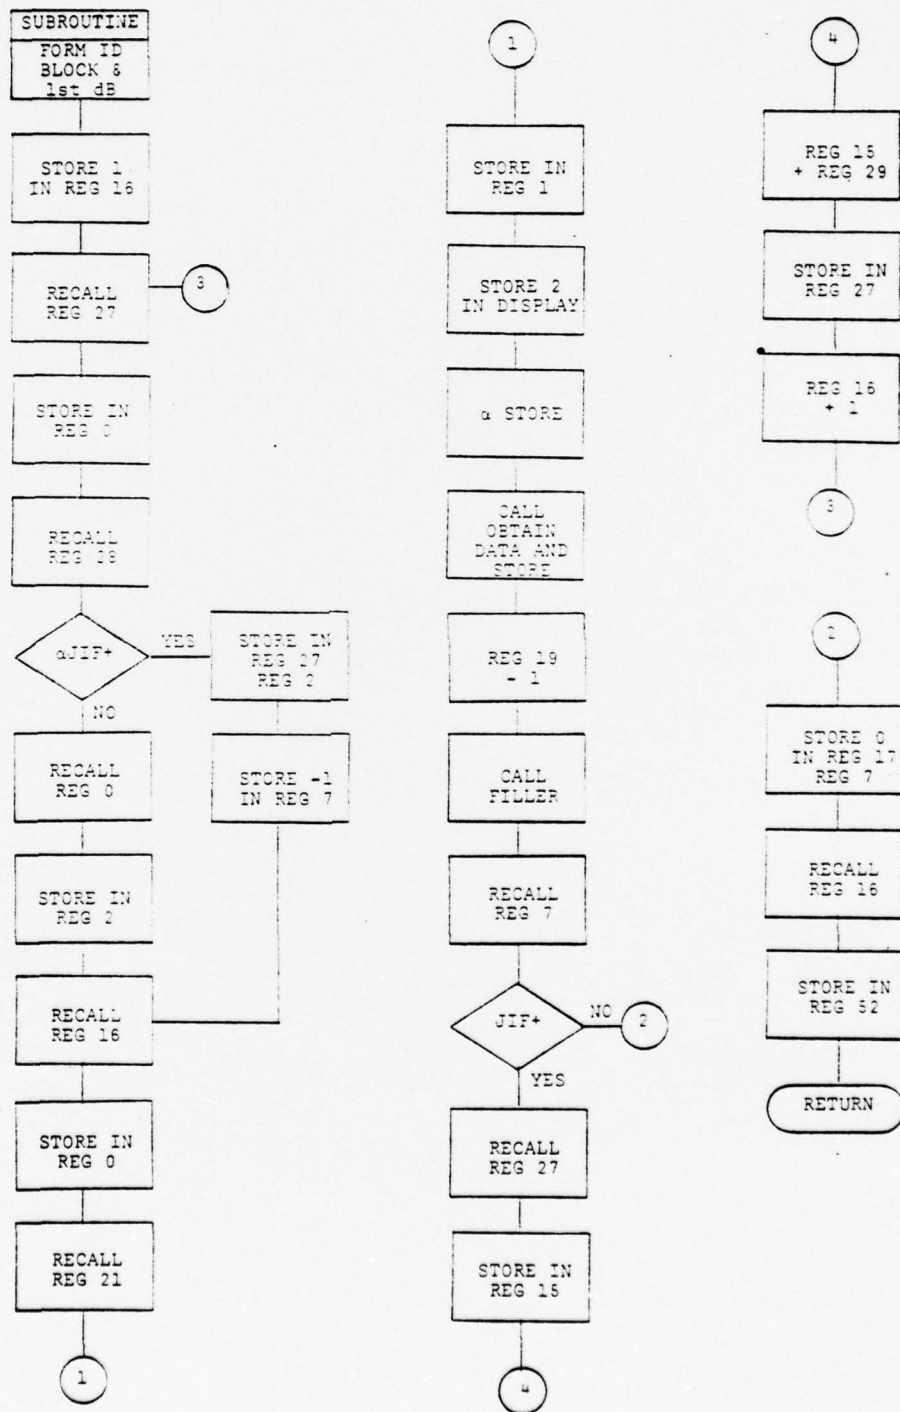 SUBROUTINE
FORM ID
BLOCK &
1st dB
STORE 1
IN REG 16
RECALL
REG 27
3
STORE IN
REG 0
RECALL
REG 28
αJIF+
YES
STORE IN
REG 27
REG 2
NO
RECALL
REG 0
STORE -1
IN REG 7
STORE IN
REG 2
RECALL
REG 16
STORE IN
REG 0
RECALL
REG 21
1
1
STORE IN
REG 1
STORE 2
IN DISPLAY
α STORE
CALL
OBTAIN
DATA AND
STORE
REG 19
- 1
CALL
FILLER
RECALL
REG 7
JIF+
NO
2
YES
RECALL
REG 27
STORE IN
REG 15
4
4
REG 15
+ REG 29
STORE IN
REG 27
REG 16
+ 1
3
2
STORE 0
IN REG 17
REG 7
RECALL
REG 16
STORE IN
REG 52
RETURN